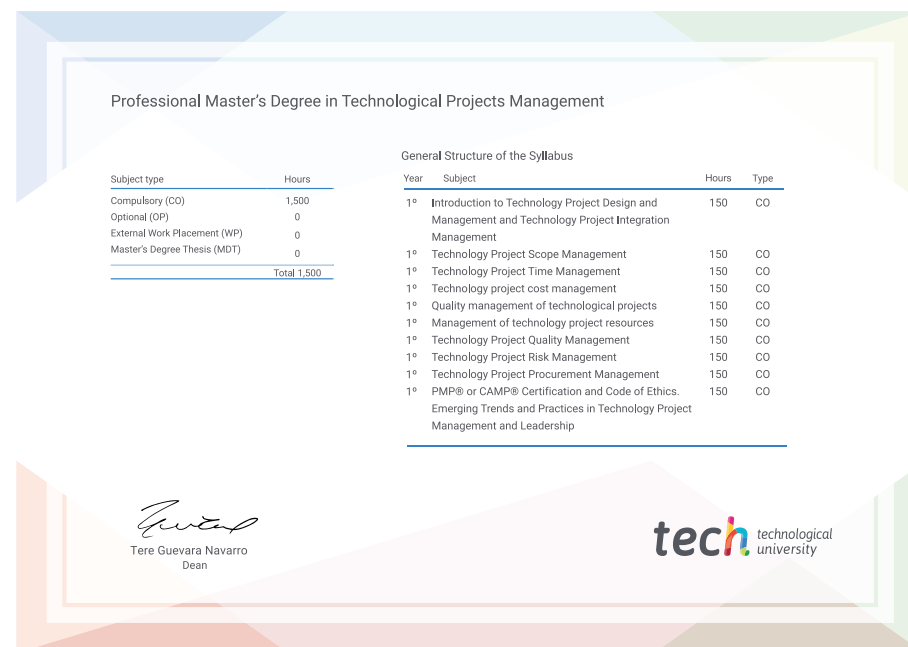 Professional Master's Degree in Technological Projects Management
Subject type Hours
Compulsory (CO) 1,500
Optional (OP) 0
External Work Placement (WP) 0
Master's Degree Thesis (MDT) 0
Total 1,500
General Structure of the Syllabus
Year Subject Hours Type
1º Introduction to Technology Project Design and 150 CO
Management and Technology Project Integration
Management
1º Technology Project Scope Management 150 CO
1º Technology Project Time Management 150 CO
1º Technology project cost management 150 CO
1º Quality management of technological projects 150 CO
1º Management of technology project resources 150 CO
1º Technology Project Quality Management 150 CO
1º Technology Project Risk Management 150 CO
1º Technology Project Procurement Management 150 CO
1º PMP® or CAMP® Certification and Code of Ethics. 150 CO
Emerging Trends and Practices in Technology Project
Management and Leadership
Tere Guevara Navarro
Dean
tech technological
university